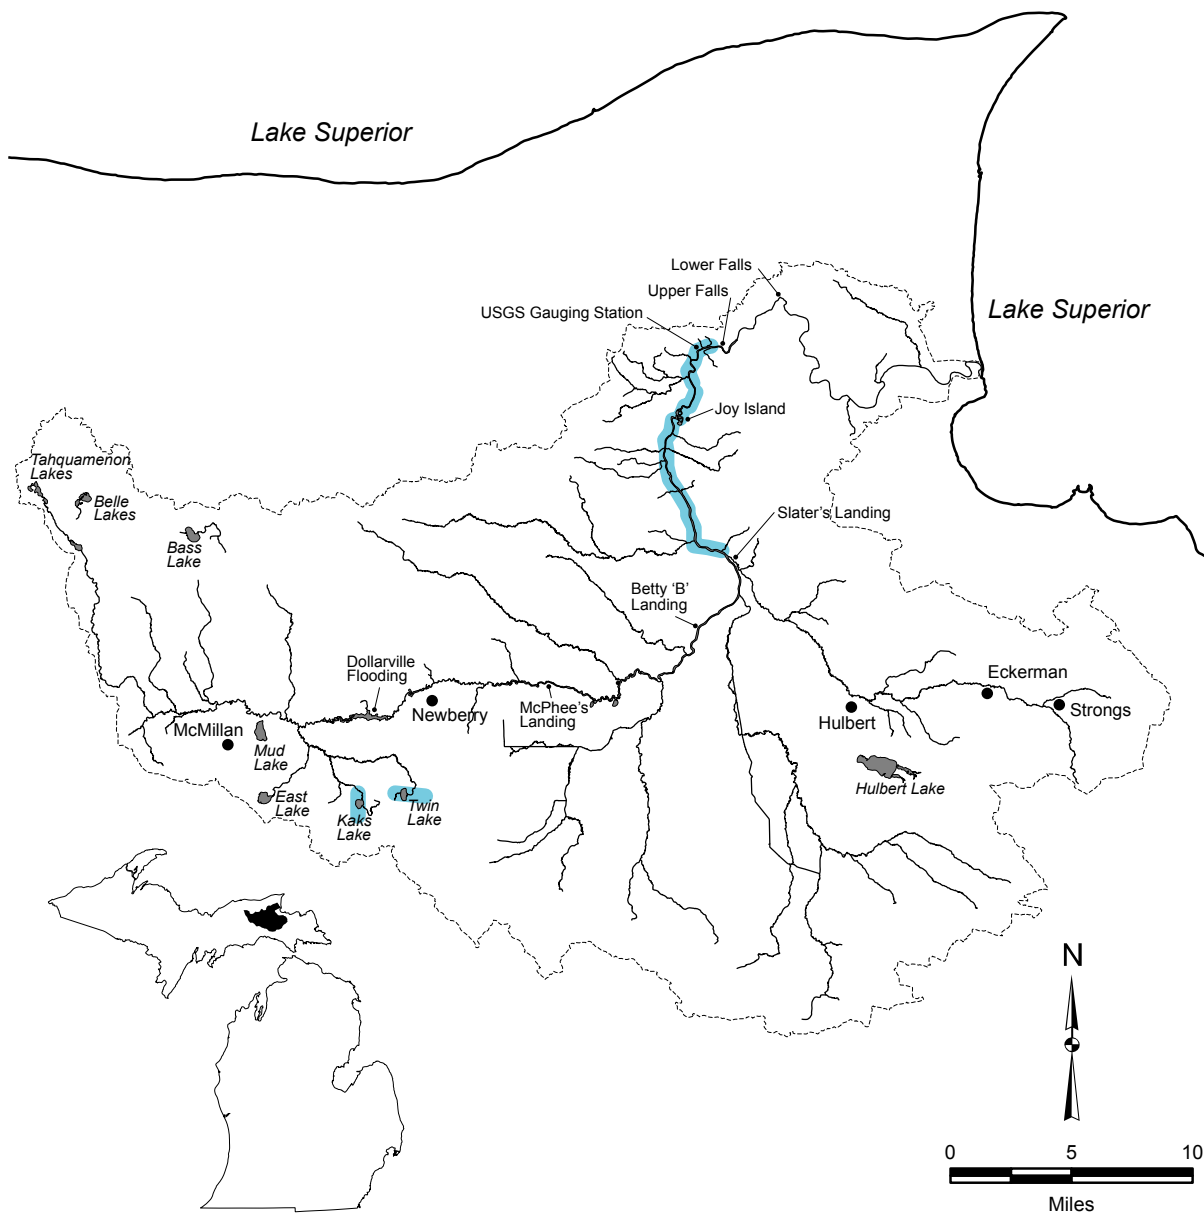 Lake Superior
Lower Falls
Upper Falls
USGS Gauging Station
Lake Superior
Joy Island
Tahquamenon
Lakes
Belle
Lakes
Bass
Lake
Slater's Landing
Betty 'B'
Landing
Dollarville
Flooding
Eckerman
Newberry
McPhee's
Landing
Hulbert
Strongs
McMillan
Mud
Lake
Hulbert Lake
East
Lake
Kaks
Lake
Twin
Lake
N
0 5 10
Miles